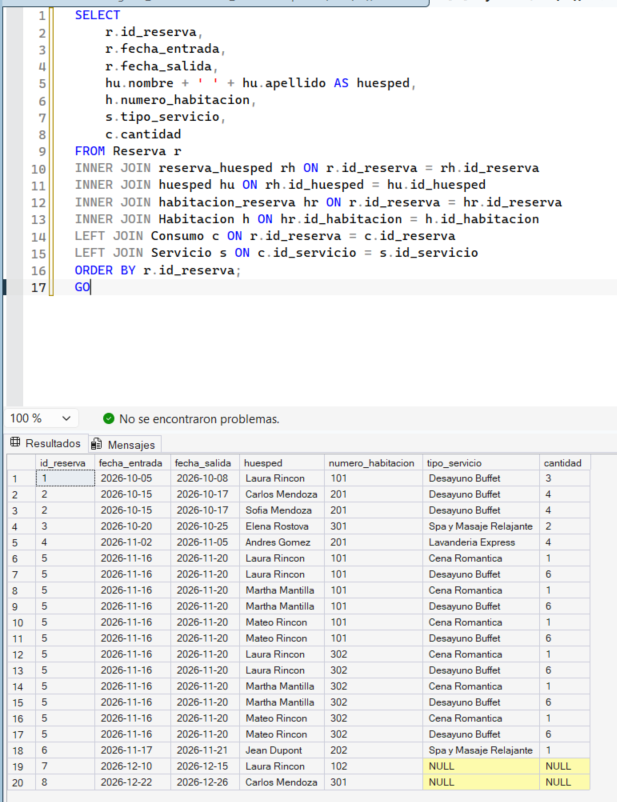 1 SELECT
2 r.id_reserva,
3 r.fecha_entrada,
4 r.fecha_salida,
5 hu.nombre + ' ' + hu.apellido AS huesped,
6 h.numero_habitacion,
7 s.tipo_servicio,
8 c.cantidad
9 FROM Reserva r
10 INNER JOIN reserva_huesped rh ON r.id_reserva = rh.id_reserva
11 INNER JOIN huesped hu ON rh.id_huesped = hu.id_huesped
12 INNER JOIN habitacion_reserva hr ON r.id_reserva = hr.id_reserva
13 INNER JOIN Habitacion h ON hr.id_habitacion = h.id_habitacion
14 LEFT JOIN Consumo c ON r.id_reserva = c.id_reserva
15 LEFT JOIN Servicio s ON c.id_servicio = s.id_servicio
16 ORDER BY r.id_reserva;
17 GO
100 % No se encontraron problemas.
Resultados Mensajes
id_reserva fecha_entrada fecha_salida huesped numero_habitacion tipo_servicio cantidad
1 1 2026-10-05 2026-10-08 Laura Rincon 101 Desayuno Buffet 3
2 2 2026-10-15 2026-10-17 Carlos Mendoza 201 Desayuno Buffet 4
3 2 2026-10-15 2026-10-17 Sofia Mendoza 201 Desayuno Buffet 4
4 3 2026-10-20 2026-10-25 Elena Rostova 301 Spa y Masaje Relajante 2
5 4 2026-11-02 2026-11-05 Andres Gomez 201 Lavanderia Express 4
6 5 2026-11-16 2026-11-20 Laura Rincon 101 Cena Romantica 1
7 5 2026-11-16 2026-11-20 Laura Rincon 101 Desayuno Buffet 6
8 5 2026-11-16 2026-11-20 Martha Mantilla 101 Cena Romantica 1
9 5 2026-11-16 2026-11-20 Martha Mantilla 101 Desayuno Buffet 6
10 5 2026-11-16 2026-11-20 Mateo Rincon 101 Cena Romantica 1
11 5 2026-11-16 2026-11-20 Mateo Rincon 101 Desayuno Buffet 6
12 5 2026-11-16 2026-11-20 Laura Rincon 302 Cena Romantica 1
13 5 2026-11-16 2026-11-20 Laura Rincon 302 Desayuno Buffet 6
14 5 2026-11-16 2026-11-20 Martha Mantilla 302 Cena Romantica 1
15 5 2026-11-16 2026-11-20 Martha Mantilla 302 Desayuno Buffet 6
16 5 2026-11-16 2026-11-20 Mateo Rincon 302 Cena Romantica 1
17 5 2026-11-16 2026-11-20 Mateo Rincon 302 Desayuno Buffet 6
18 6 2026-11-17 2026-11-21 Jean Dupont 202 Spa y Masaje Relajante 1
19 7 2026-12-10 2026-12-15 Laura Rincon 102 NULL NULL
20 8 2026-12-22 2026-12-26 Carlos Mendoza 301 NULL NULL